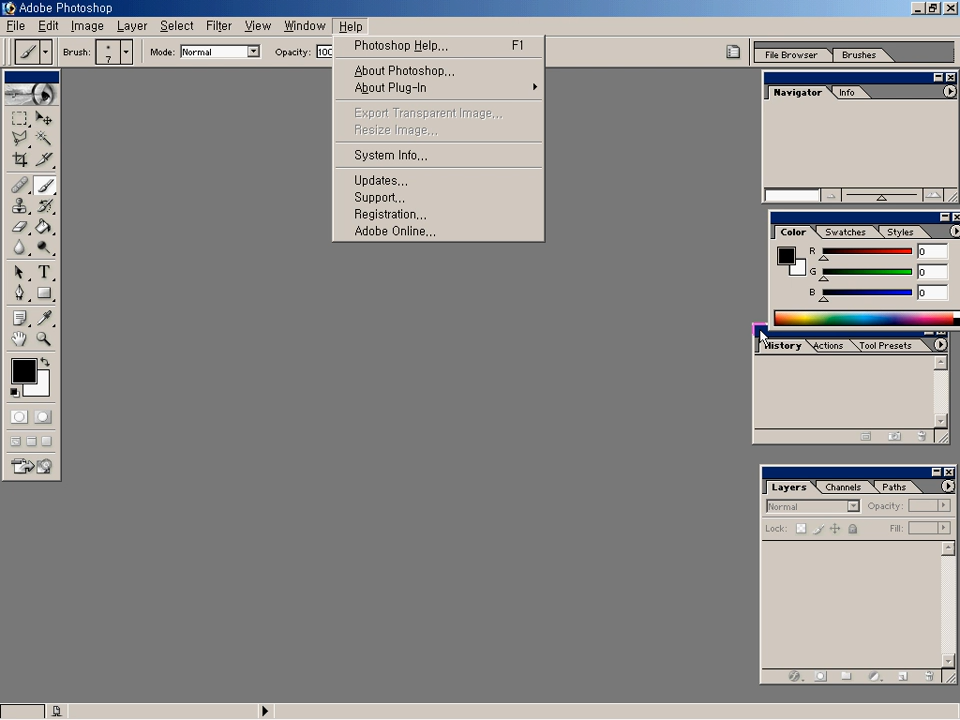 Adobe Photoshop
File Edit Image Layer Select Filter View Window Help
Brush: 7 Mode: Normal Opacity: 100
File Browser Brushes
Photoshop Help... F1
About Photoshop...
About Plug-In
Export Transparent Image...
Resize Image...
System Info...
Updates...
Support...
Registration...
Adobe Online...
Navigator Info
Color Swatches Styles
R 0
G 0
B 0
History Actions Tool Presets
Layers Channels Paths
Normal Opacity:
Lock: Fill:
T